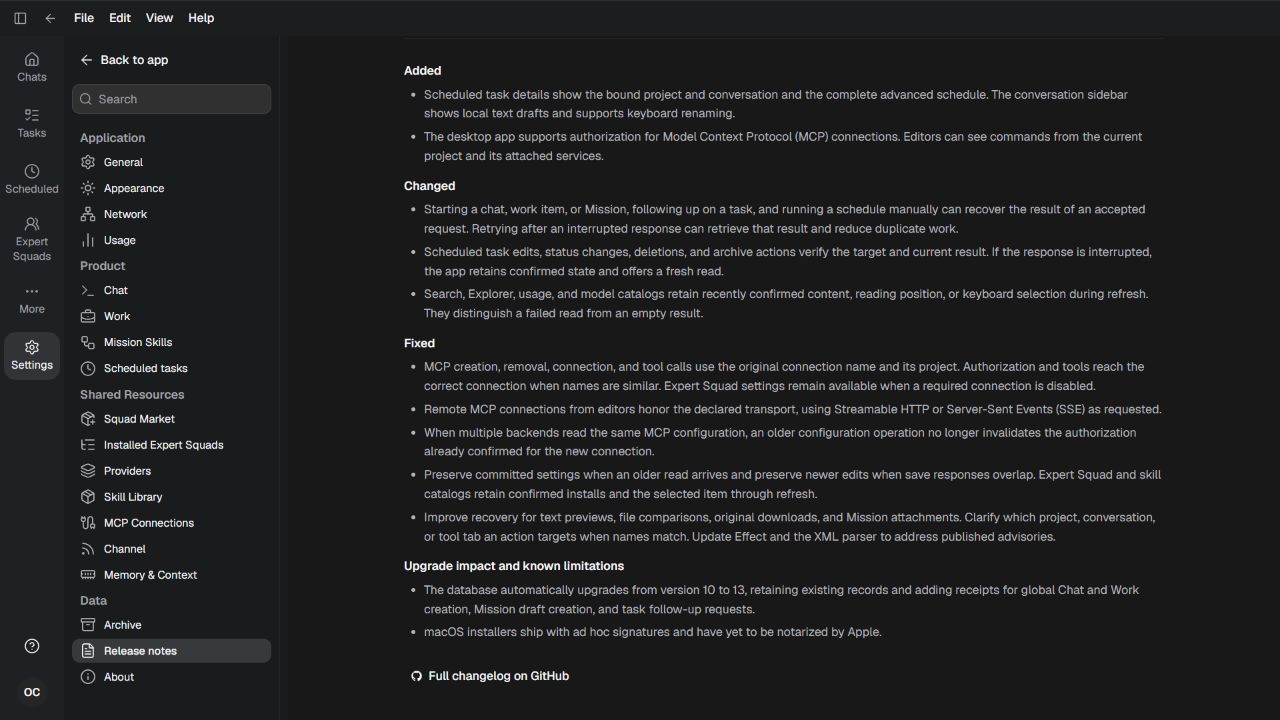 File Edit View Help
Chats
Tasks
Scheduled
Expert
Squads
More
Settings
OC
Back to app
Search
Application
General
Appearance
Network
Usage
Product
Chat
Work
Mission Skills
Scheduled tasks
Shared Resources
Squad Market
Installed Expert Squads
Providers
Skill Library
MCP Connections
Channel
Memory & Context
Data
Archive
Release notes
About
Added
• Scheduled task details show the bound project and conversation and the complete advanced schedule. The conversation sidebar
shows local text drafts and supports keyboard renaming.
• The desktop app supports authorization for Model Context Protocol (MCP) connections. Editors can see commands from the current
project and its attached services.
Changed
• Starting a chat, work item, or Mission, following up on a task, and running a schedule manually can recover the result of an accepted
request. Retrying after an interrupted response can retrieve that result and reduce duplicate work.
• Scheduled task edits, status changes, deletions, and archive actions verify the target and current result. If the response is interrupted,
the app retains confirmed state and offers a fresh read.
• Search, Explorer, usage, and model catalogs retain recently confirmed content, reading position, or keyboard selection during refresh.
They distinguish a failed read from an empty result.
Fixed
• MCP creation, removal, connection, and tool calls use the original connection name and its project. Authorization and tools reach the
correct connection when names are similar. Expert Squad settings remain available when a required connection is disabled.
• Remote MCP connections from editors honor the declared transport, using Streamable HTTP or Server-Sent Events (SSE) as requested.
• When multiple backends read the same MCP configuration, an older configuration operation no longer invalidates the authorization
already confirmed for the new connection.
• Preserve committed settings when an older read arrives and preserve newer edits when save responses overlap. Expert Squad and skill
catalogs retain confirmed installs and the selected item through refresh.
• Improve recovery for text previews, file comparisons, original downloads, and Mission attachments. Clarify which project, conversation,
or tool tab an action targets when names match. Update Effect and the XML parser to address published advisories.
Upgrade impact and known limitations
• The database automatically upgrades from version 10 to 13, retaining existing records and adding receipts for global Chat and Work
creation, Mission draft creation, and task follow-up requests.
• macOS installers ship with ad hoc signatures and have yet to be notarized by Apple.
Full changelog on GitHub